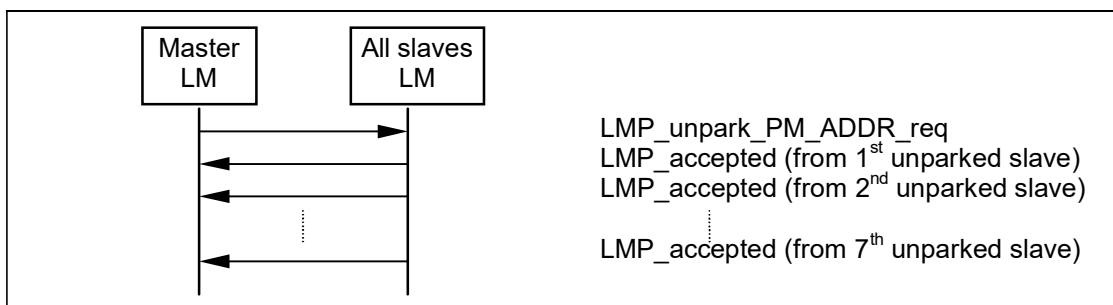 Master
LM
All slaves
LM
LMP_unpark_PM_ADDR_req
LMP_accepted (from 1st unparked slave)
LMP_accepted (from 2nd unparked slave)
LMP_accepted (from 7th unparked slave)